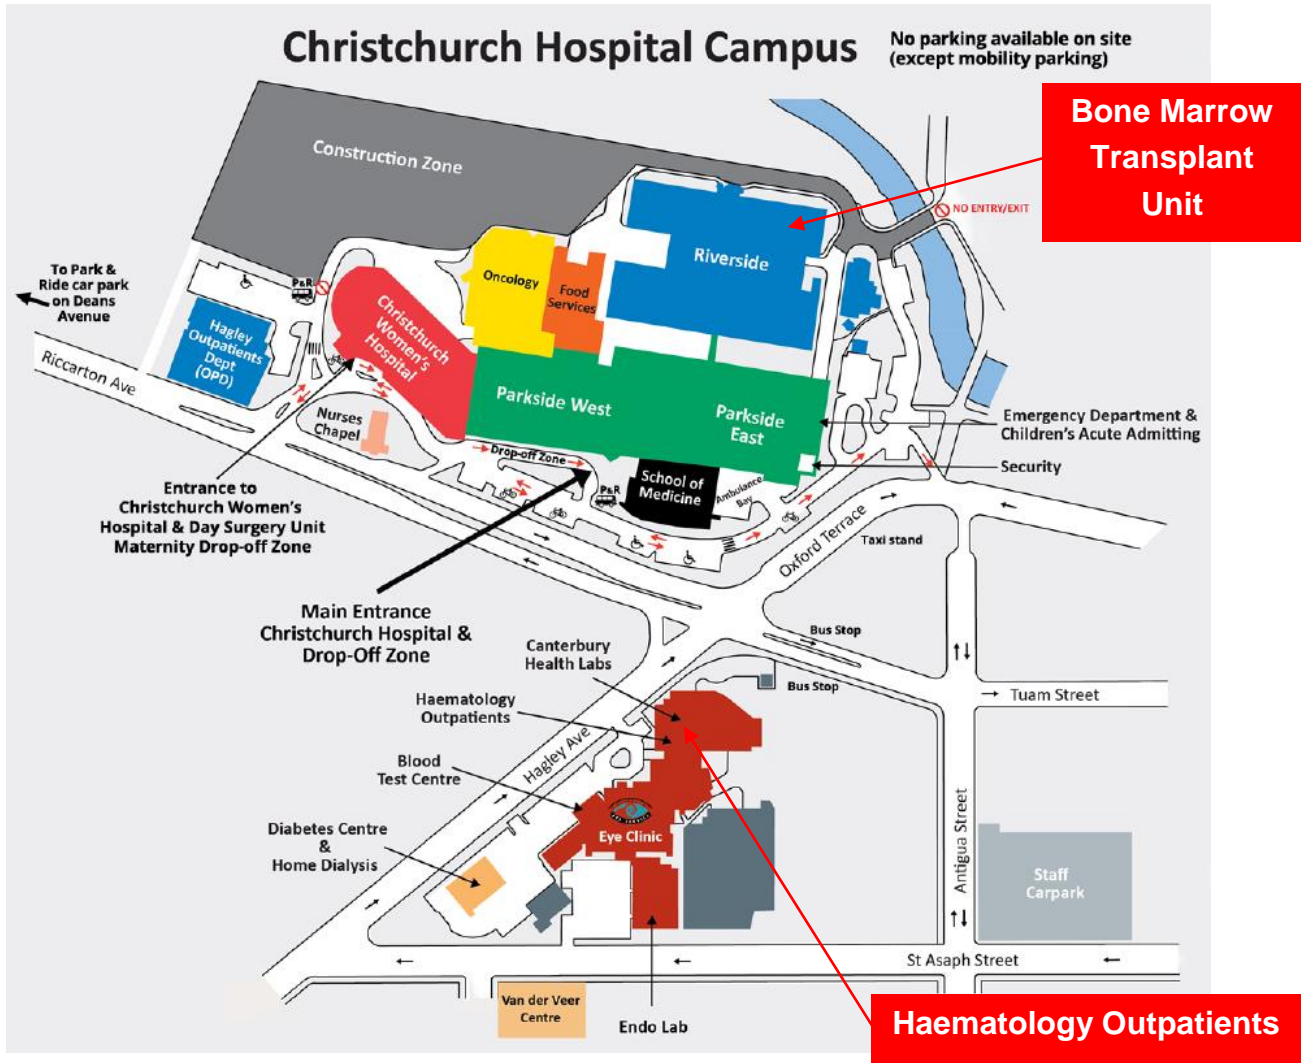 Christchurch Hospital Campus
No parking available on site
(except mobility parking)
Bone Marrow
Transplant
Unit
Construction Zone
NO ENTRY/EXIT
Riverside
To Park &
Ride car park
on Deans
Avenue
P&R
Oncology
Food
Services
Christchurch
Women's
Hospital
Hagley
Outpatients
Dept
(OPD)
Riccarton Ave
Parkside West
Parkside
East
Nurses
Chapel
Emergency Department &
Children's Acute Admitting
Security
Drop-off Zone
School of
Medicine
Ambulance
Bay
P&R
Entrance to
Christchurch Women's
Hospital & Day Surgery Unit
Maternity Drop-off Zone
Oxford Terrace
Taxi stand
Main Entrance
Christchurch Hospital &
Drop-Off Zone
Canterbury
Health Labs
Bus Stop
Bus Stop
Tuam Street
Haematology
Outpatients
Hagley Ave
Blood
Test Centre
Eye Clinic
Diabetes Centre
&
Home Dialysis
Antigua Street
Staff
Carpark
St Asaph Street
Van der Veer
Centre
Endo Lab
Haematology Outpatients